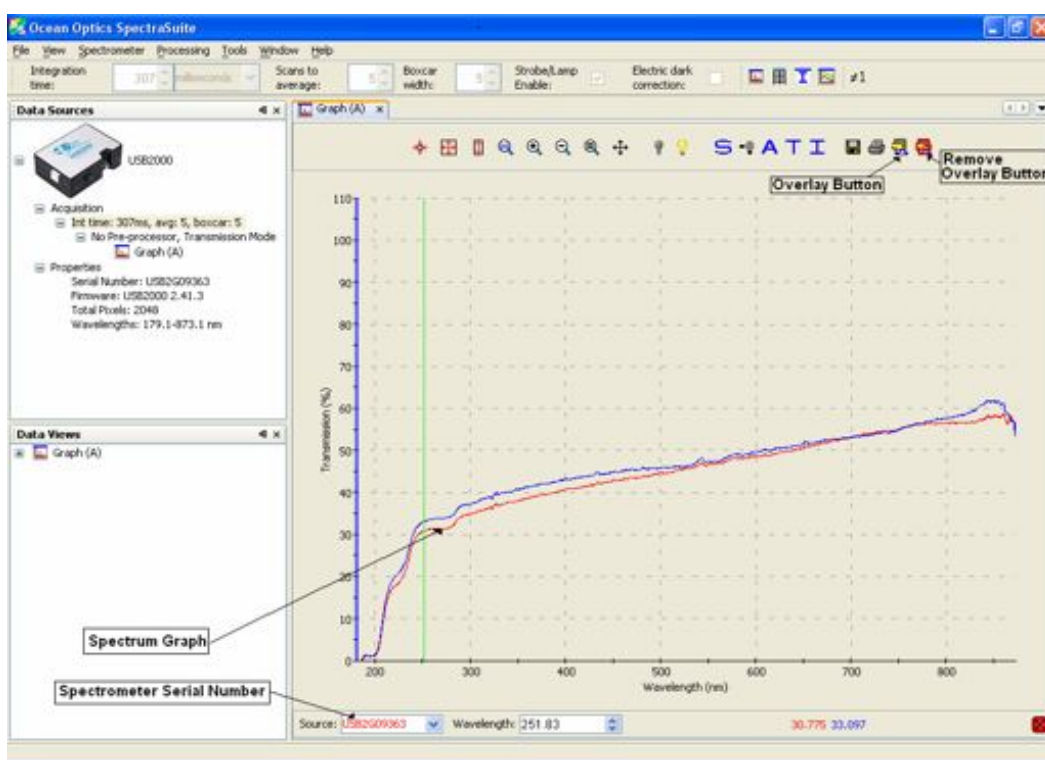 Ocean Optics SpectraSuite
File View Spectrometer Processing Tools Window Help
Integration time: 307 milliseconds Scans to average: 5 Boxcar width: 5 Strobe/Lamp Enable: Electric dark correction: ≠1
Data Sources
Graph (A)
USB2000
S A T I
Remove
Overlay Button
Overlay Button
Acquisition
Int time: 307ms, avg: 5, boxcar: 5
No Pre-processor, Transmission Mode
Graph (A)
Properties
Serial Number: USB2G09363
Firmware: USB2000 2.41.3
Total Pixels: 2048
Wavelengths: 179.1-873.1 nm
Data Views
Graph (A)
110
100
90
80
70
60
50
40
30
20
10
0
Transmission (%)
200 300 400 500 600 700 800
Wavelength (nm)
Spectrum Graph
Spectrometer Serial Number
Source: USB2G09363 Wavelength: 251.83 30.775 33.097